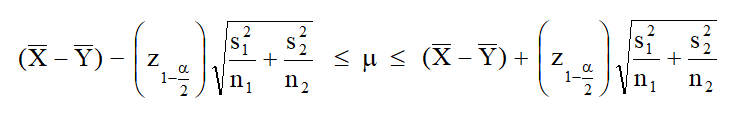 (X̅ − Y̅) − (z_{1−α/2}) √(s₁²/n₁ + s₂²/n₂) ≤ μ ≤ (X̅ − Y̅) + (z_{1−α/2}) √(s₁²/n₁ + s₂²/n₂)